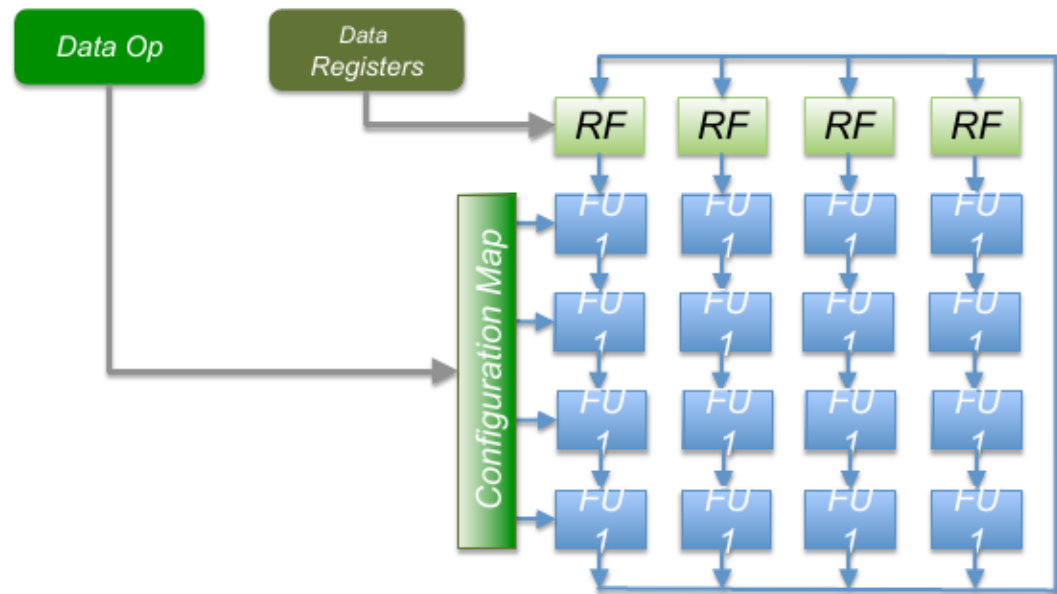 Data Op
Data
Registers
RF RF RF RF
Configuration Map
FU FU FU FU
1 1 1 1
FU FU FU FU
1 1 1 1
FU FU FU FU
1 1 1 1
FU FU FU FU
1 1 1 1